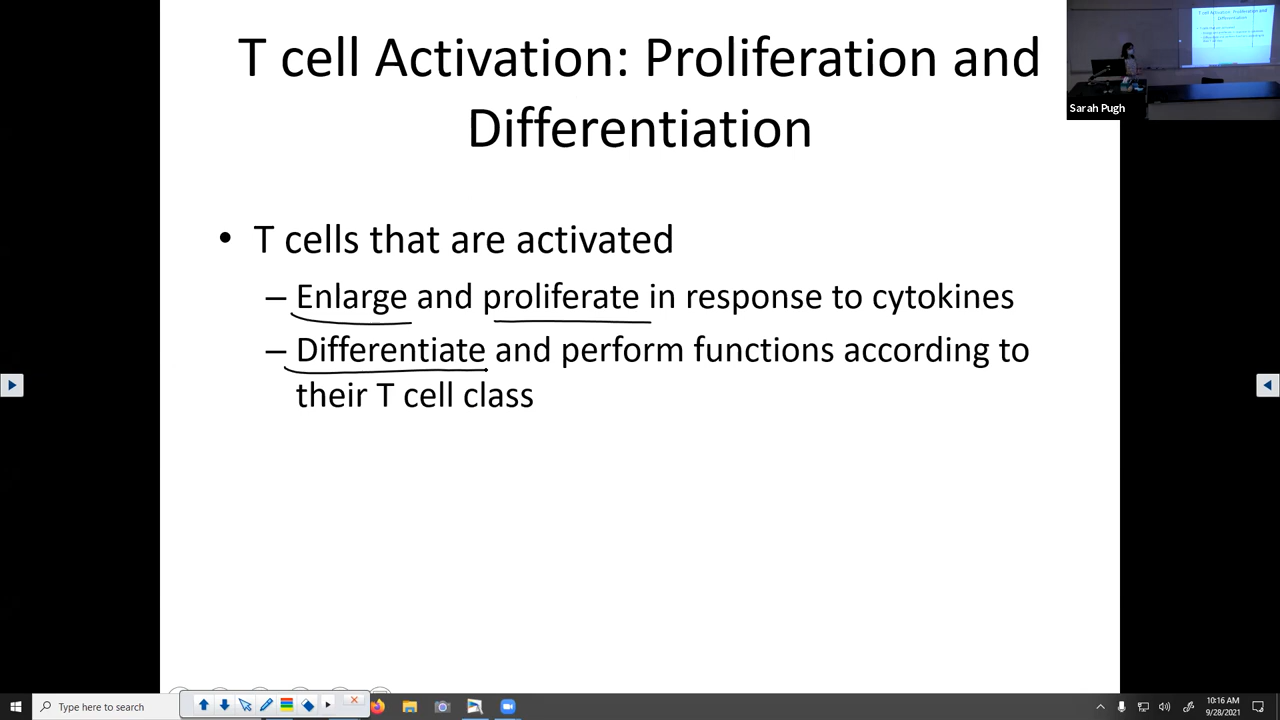 T cell Activation: Proliferation and
Differentiation
• T cells that are activated
– Enlarge and proliferate in response to cytokines
– Differentiate and perform functions according to
their T cell class
Sarah Pugh
Type here to search
10:16 AM
9/28/2021